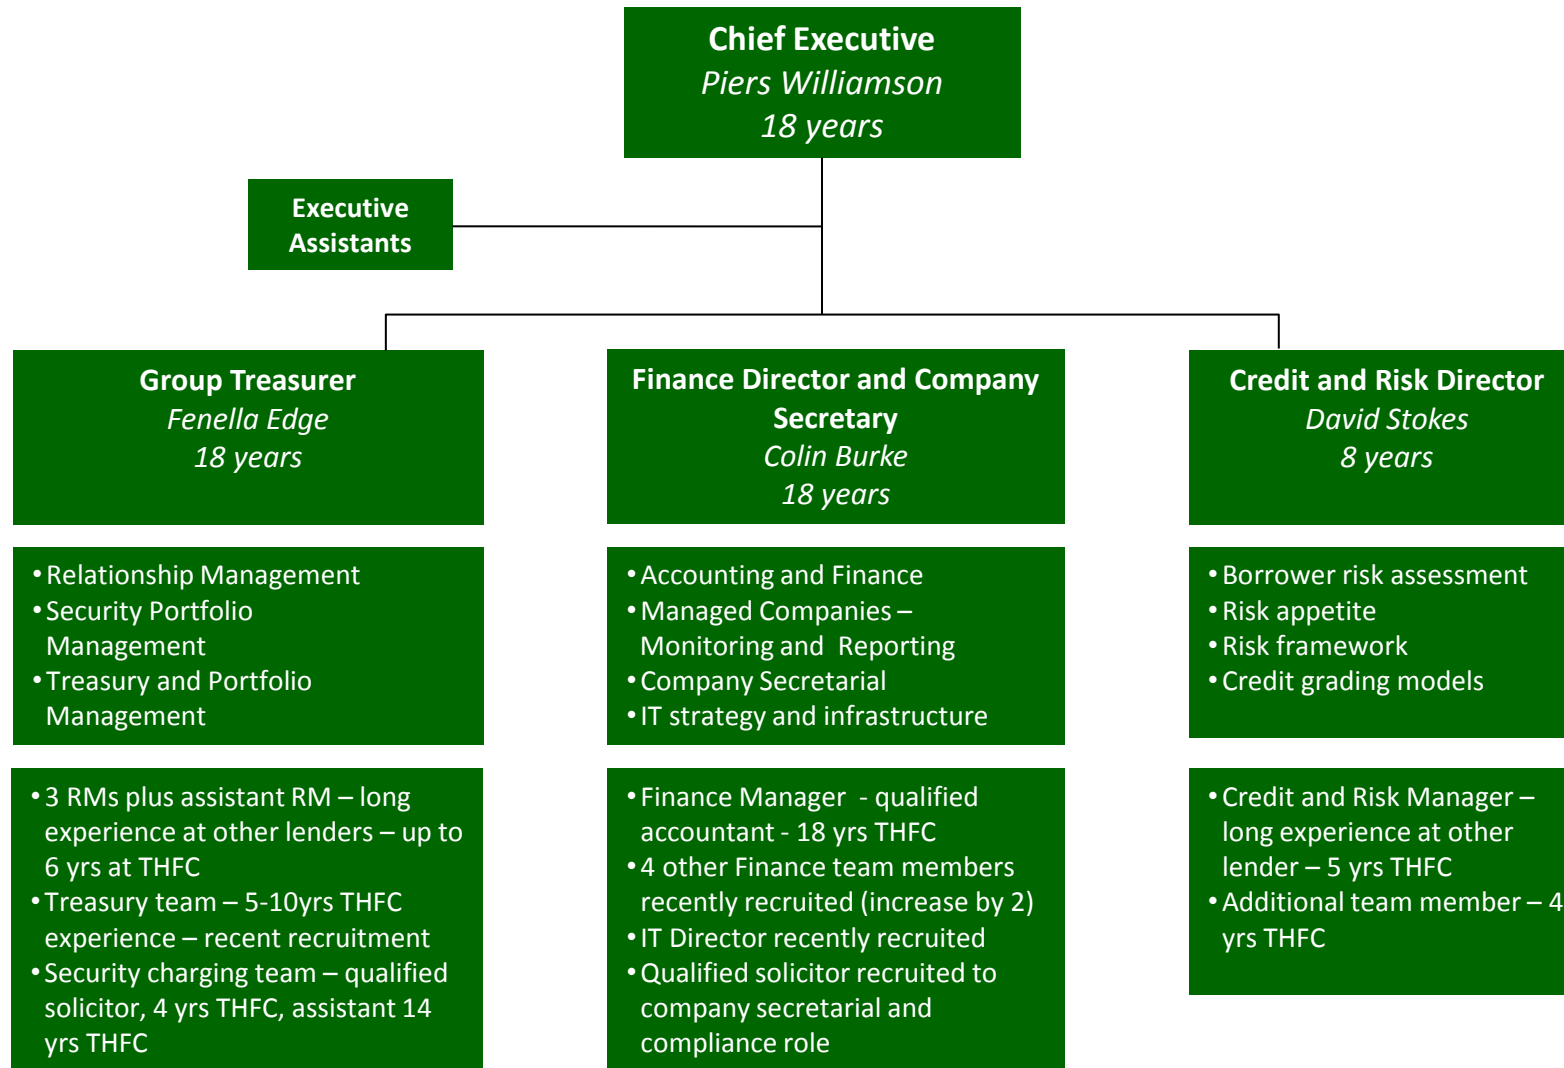 Chief Executive
Piers Williamson
18 years
Executive
Assistants
Group Treasurer
Fenella Edge
18 years
Finance Director and Company
Secretary
Colin Burke
18 years
Credit and Risk Director
David Stokes
8 years
• Relationship Management
• Security Portfolio
Management
• Treasury and Portfolio
Management
• Accounting and Finance
• Managed Companies –
Monitoring and Reporting
• Company Secretarial
• IT strategy and infrastructure
• Borrower risk assessment
• Risk appetite
• Risk framework
• Credit grading models
• 3 RMs plus assistant RM – long
experience at other lenders – up to
6 yrs at THFC
• Treasury team – 5-10yrs THFC
experience – recent recruitment
• Security charging team – qualified
solicitor, 4 yrs THFC, assistant 14
yrs THFC
• Finance Manager - qualified
accountant - 18 yrs THFC
• 4 other Finance team members
recently recruited (increase by 2)
• IT Director recently recruited
• Qualified solicitor recruited to
company secretarial and
compliance role
• Credit and Risk Manager –
long experience at other
lender – 5 yrs THFC
• Additional team member – 4
yrs THFC